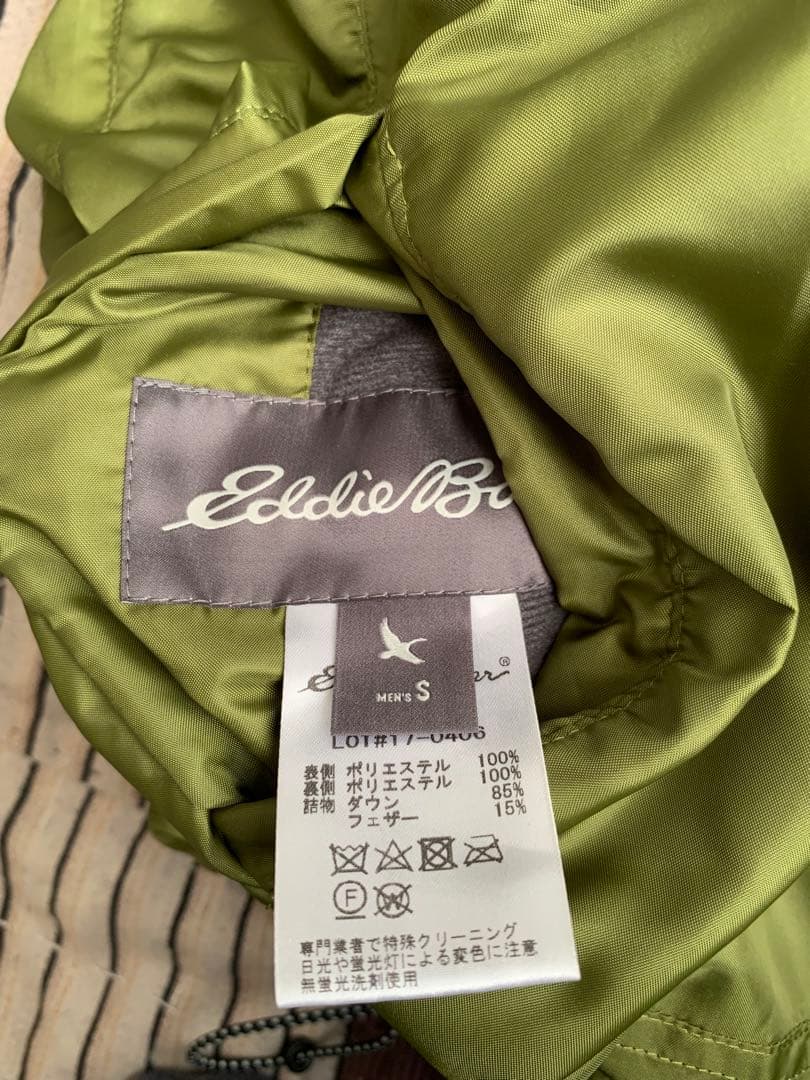 Eddie
MEN'S S
LOT#17-0406
表側 ポリエステル 100%
裏側 ポリエステル 100%
詰物 ダウン 85%
フェザー 15%
F
W
専門業者で特殊クリーニング
日光や蛍光灯による変色に注意
無蛍光洗剤使用